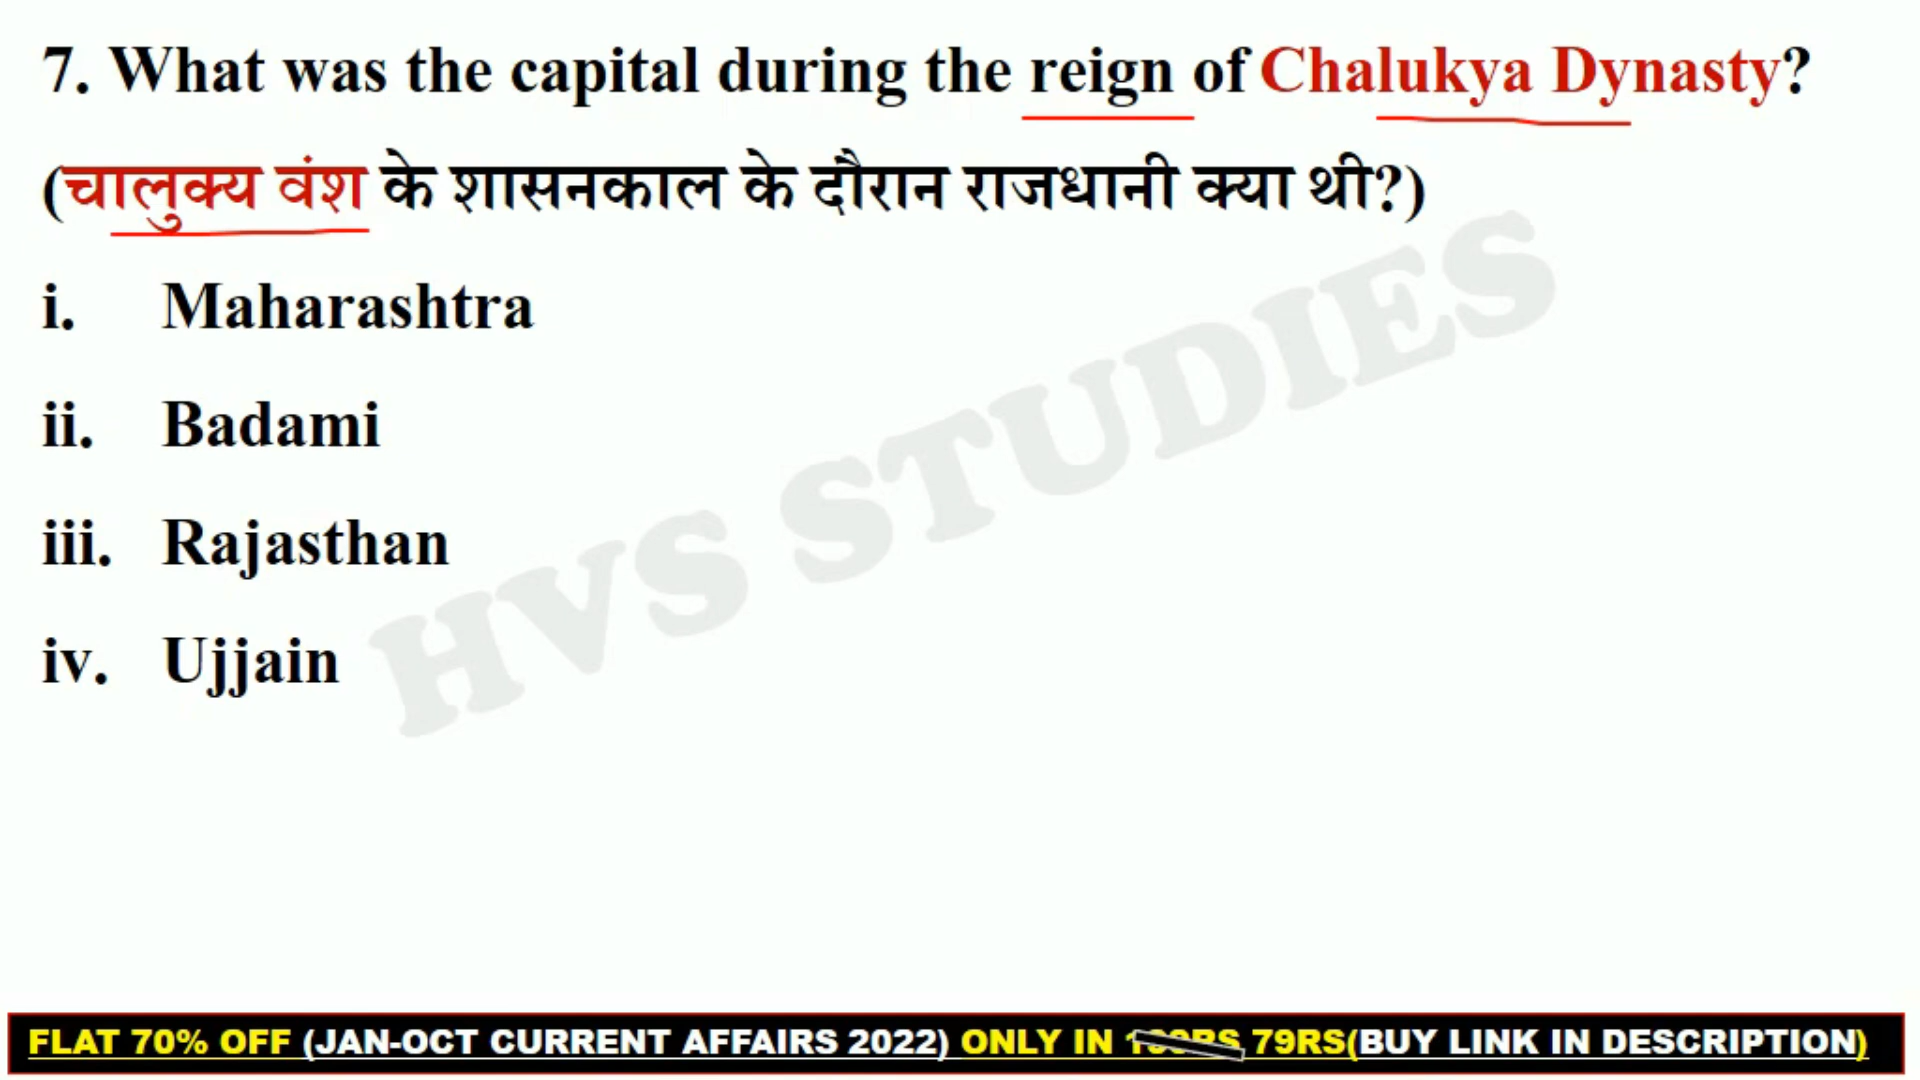 7. What was the capital during the reign of Chalukya Dynasty?
(चालुक्य वंश के शासनकाल के दौरान राजधानी क्या थी?)
i. Maharashtra
ii. Badami
iii. Rajasthan
iv. Ujjain
HVS STUDIES
FLAT 70% OFF (JAN-OCT CURRENT AFFAIRS 2022) ONLY IN 79RS(BUY LINK IN DESCRIPTION)